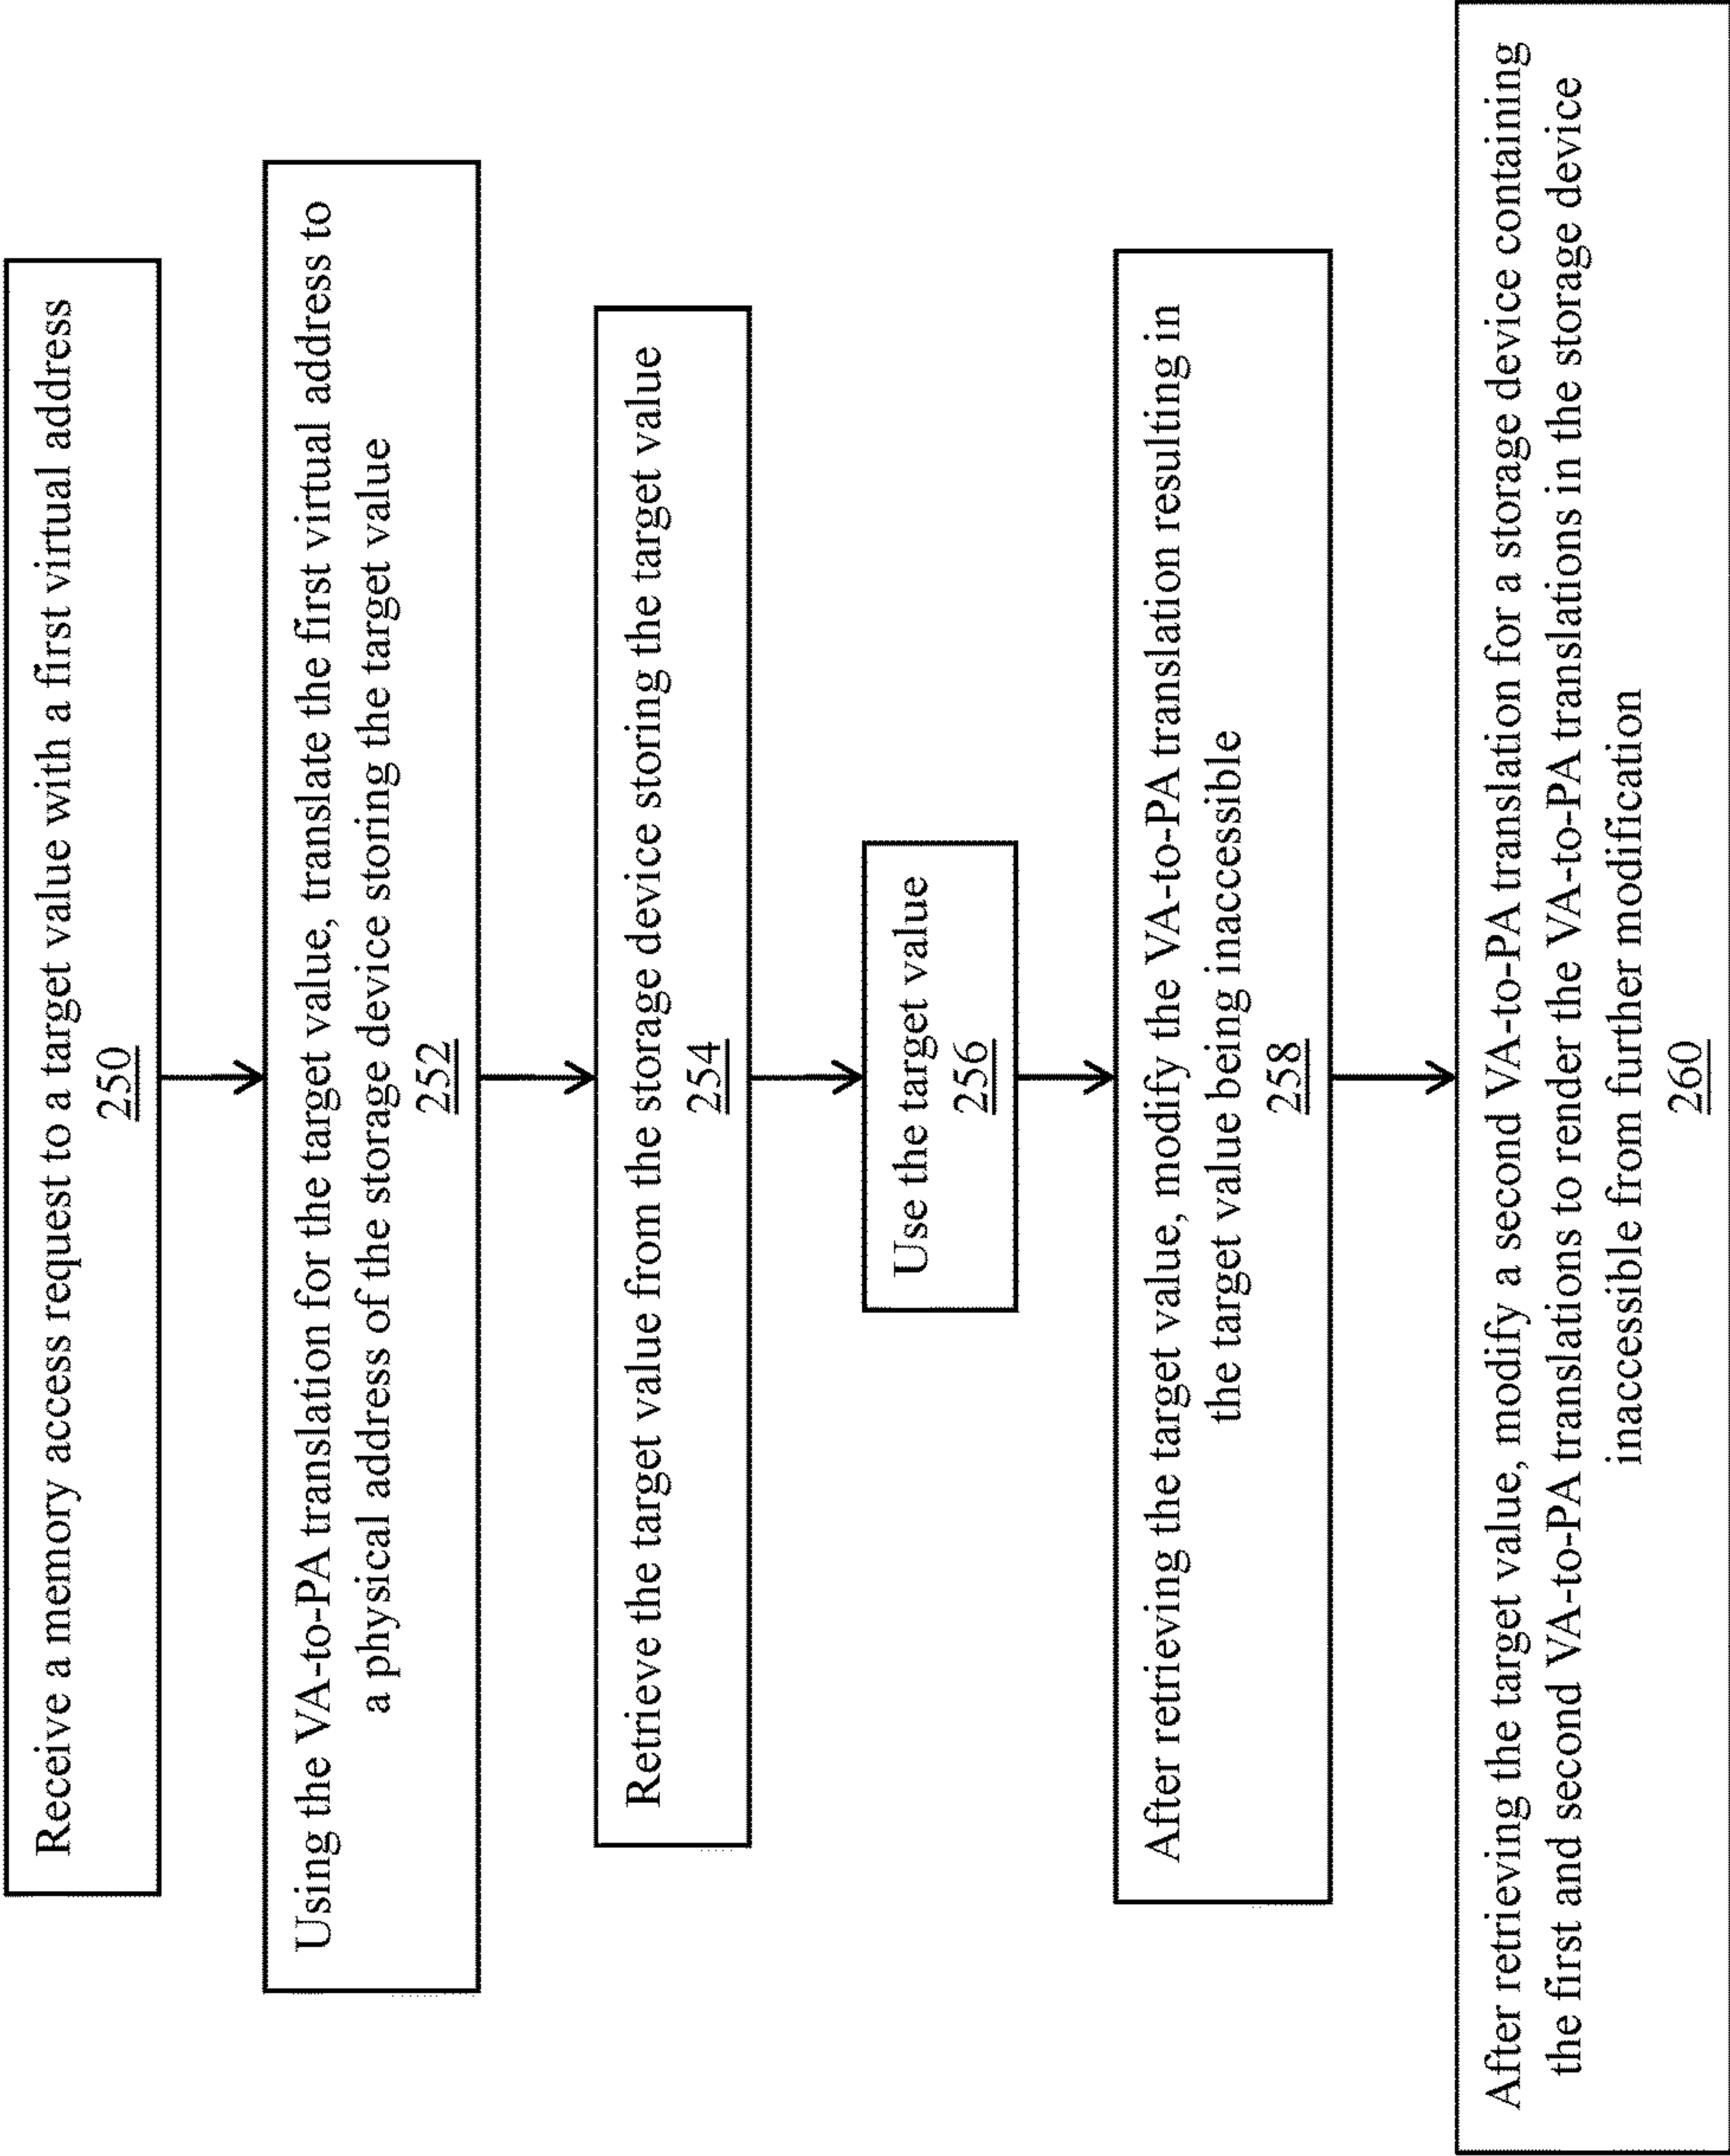 Receive a memory access request to a target value with a first virtual address
250
Using the VA-to-PA translation for the target value, translate the first virtual address to
a physical address of the storage device storing the target value
252
Retrieve the target value from the storage device storing the target value
254
Use the target value
256
After retrieving the target value, modify the VA-to-PA translation resulting in
the target value being inaccessible
258
After retrieving the target value, modify a second VA-to-PA translation for a storage device containing
the first and second VA-to-PA translations to render the VA-to-PA translations in the storage device
inaccessible from further modification
260